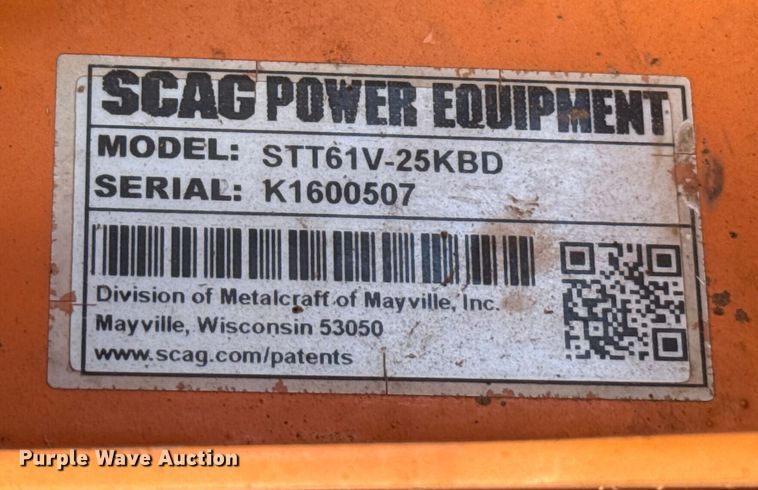 SCAG POWER EQUIPMENT
MODEL: STT61V-25KBD
SERIAL: K1600507
Division of Metalcraft of Mayville, Inc.
Mayville, Wisconsin 53050
www.scag.com/patents
Purple Wave Auction